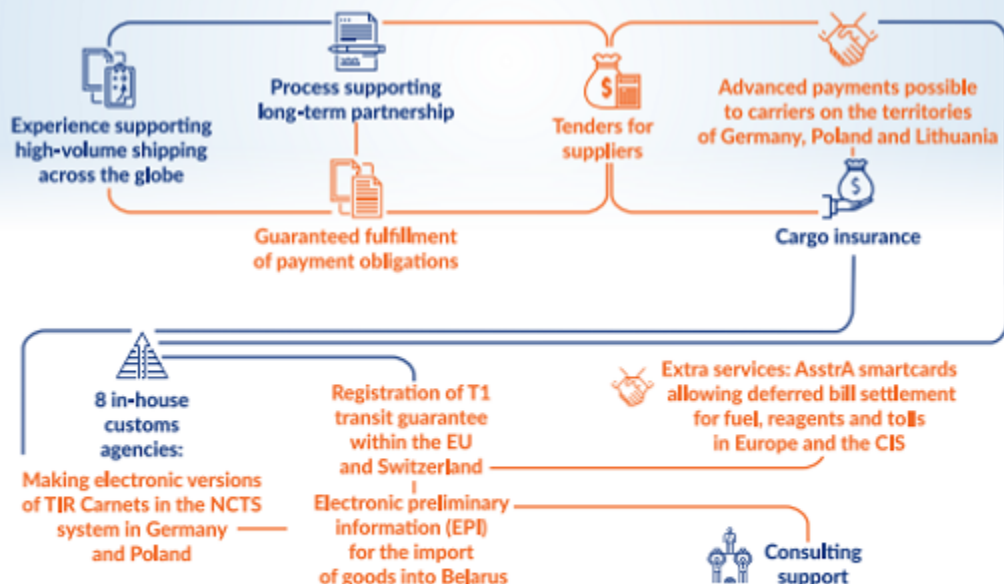 Experience supporting
high-volume shipping
across the globe
Process supporting
long-term partnership
Guaranteed fulfillment
of payment obligations
$
Tenders for
suppliers
Advanced payments possible
to carriers on the territories
of Germany, Poland and Lithuania
$
Cargo insurance
8 in-house
customs
agencies:
Making electronic versions
of TIR Carnets in the NCTS
system in Germany
and Poland
Registration of T1
transit guarantee
within the EU
and Switzerland
Electronic preliminary
information (EPI)
for the import
of goods into Belarus
Extra services: AsstrA smartcards
allowing deferred bill settlement
for fuel, reagents and tolls
in Europe and the CIS
Consulting
support